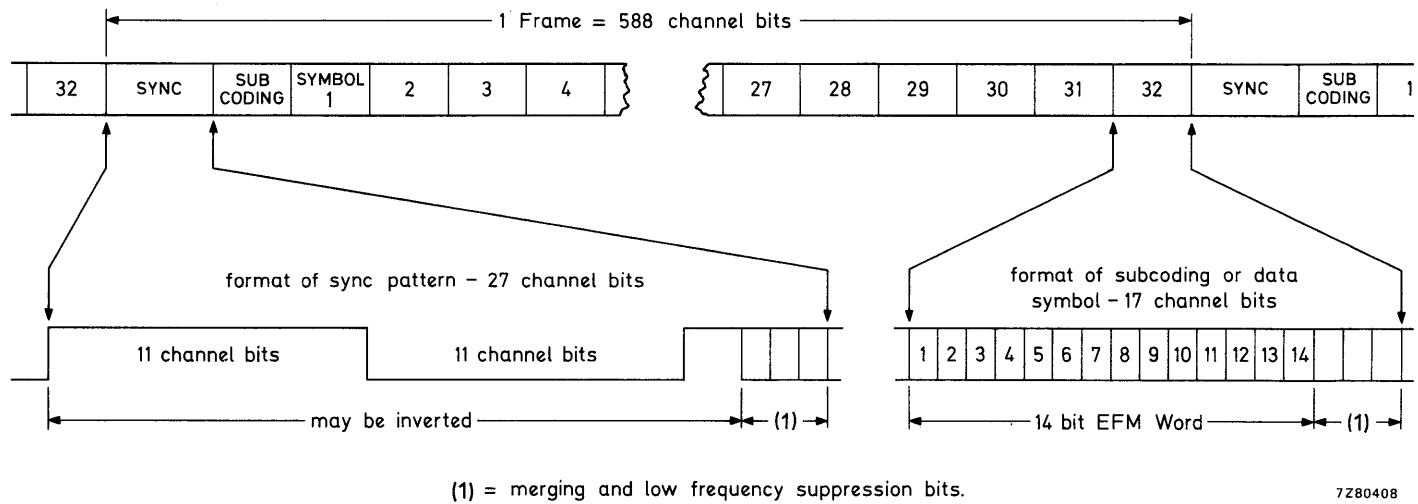 1 Frame = 588 channel bits
32 SYNC SUB CODING SYMBOL 1 2 3 4 27 28 29 30 31 32 SYNC SUB CODING 1
format of sync pattern – 27 channel bits
format of subcoding or data
symbol – 17 channel bits
11 channel bits 11 channel bits 1 2 3 4 5 6 7 8 9 10 11 12 13 14
may be inverted (1) 14 bit EFM Word (1)
(1) = merging and low frequency suppression bits.
7Z80408